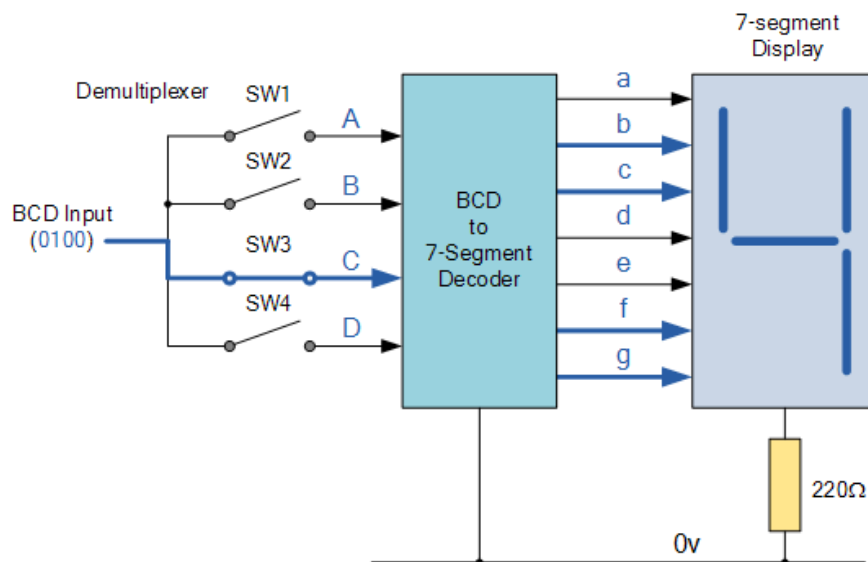 7-segment
Display
Demultiplexer
SW1
A
a
SW2
B
b
BCD Input
(0100)
SW3
C
c
BCD
to
7-Segment
Decoder
d
SW4
D
e
f
g
220Ω
0v